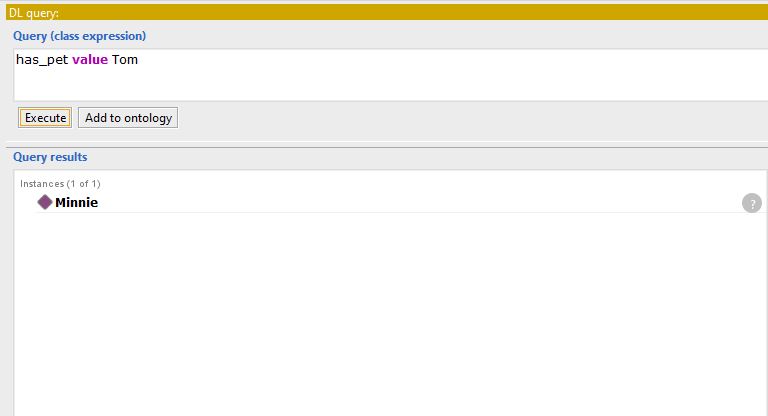 DL query:
Query (class expression)
has_pet value Tom
Execute Add to ontology
Query results
Instances (1 of 1)
Minnie ?